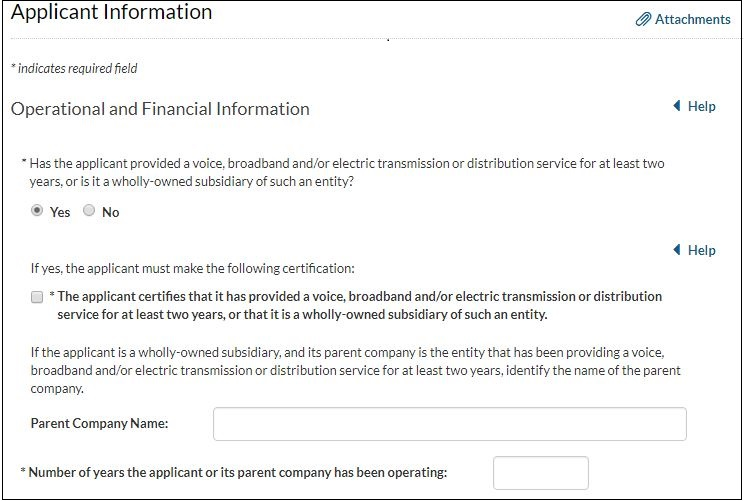 Applicant Information
Attachments
* indicates required field
Operational and Financial Information
Help
* Has the applicant provided a voice, broadband and/or electric transmission or distribution service for at least two
years, or is it a wholly-owned subsidiary of such an entity?
Yes No
Help
If yes, the applicant must make the following certification:
* The applicant certifies that it has provided a voice, broadband and/or electric transmission or distribution
service for at least two years, or that it is a wholly-owned subsidiary of such an entity.
If the applicant is a wholly-owned subsidiary, and its parent company is the entity that has been providing a voice,
broadband and/or electric transmission or distribution service for at least two years, identify the name of the parent
company.
Parent Company Name:
* Number of years the applicant or its parent company has been operating: